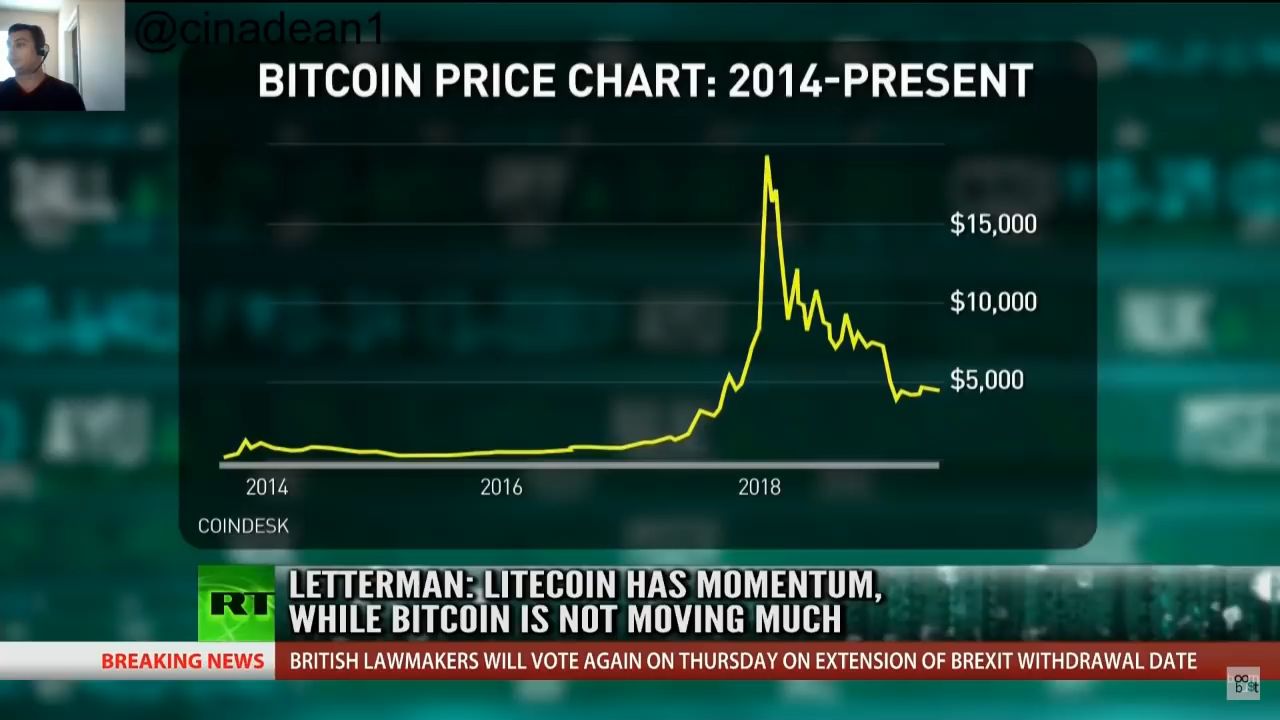 @cinadean1
BITCOIN PRICE CHART: 2014-PRESENT
$15,000
$10,000
$5,000
2014
2016
2018
COINDESK
RT
LETTERMAN: LITECOIN HAS MOMENTUM,
WHILE BITCOIN IS NOT MOVING MUCH
BREAKING NEWS
BRITISH LAWMAKERS WILL VOTE AGAIN ON THURSDAY ON EXTENSION OF BREXIT WITHDRAWAL DATE